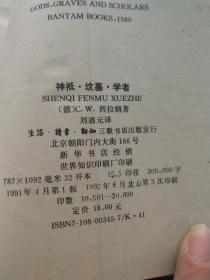 GODS, GRAVES AND SCHOLARS
BANTAM BOOKS, 1980
神祇·坟墓·学者
SHENQI FENMU XUEZHE
〔德〕C.W.西拉姆著
刘迺元译
生活·讀書·新知三联书店出版发行
北京朝阳门内大街166号
新华书店经销
世界知识印刷厂印刷
787×1092毫米32开本 15.5印张 300,000字
1991年4月第1版 1992年6月北京第3次印刷
印数 10,501—20,600
定价 18.60元
ISBN7-108-00345-7/K·41